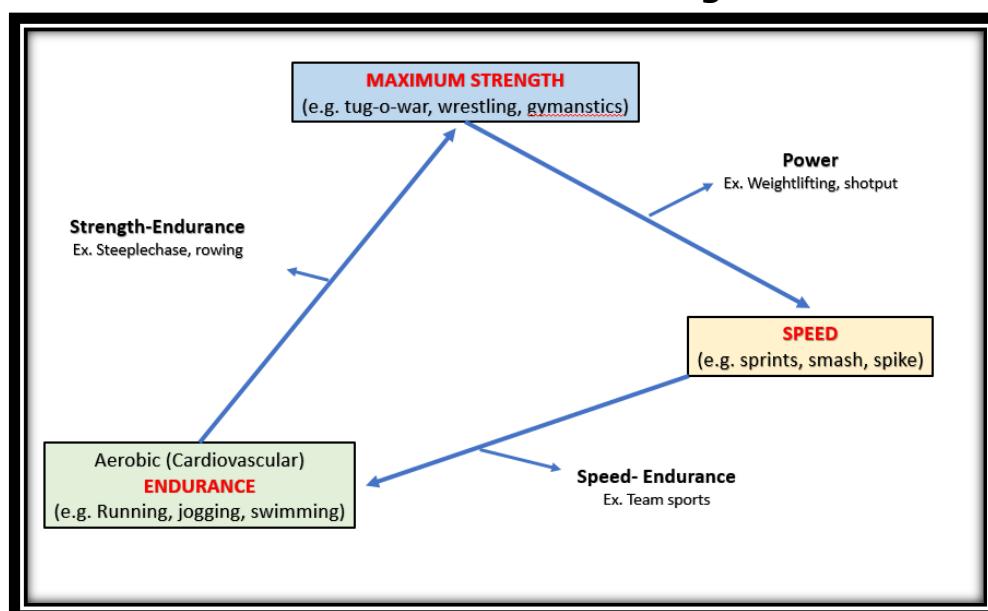 MAXIMUM STRENGTH
(e.g. tug-o-war, wrestling, gymanstics)
Power
Ex. Weightlifting, shotput
Strength-Endurance
Ex. Steeplechase, rowing
SPEED
(e.g. sprints, smash, spike)
Aerobic (Cardiovascular)
ENDURANCE
(e.g. Running, jogging, swimming)
Speed- Endurance
Ex. Team sports